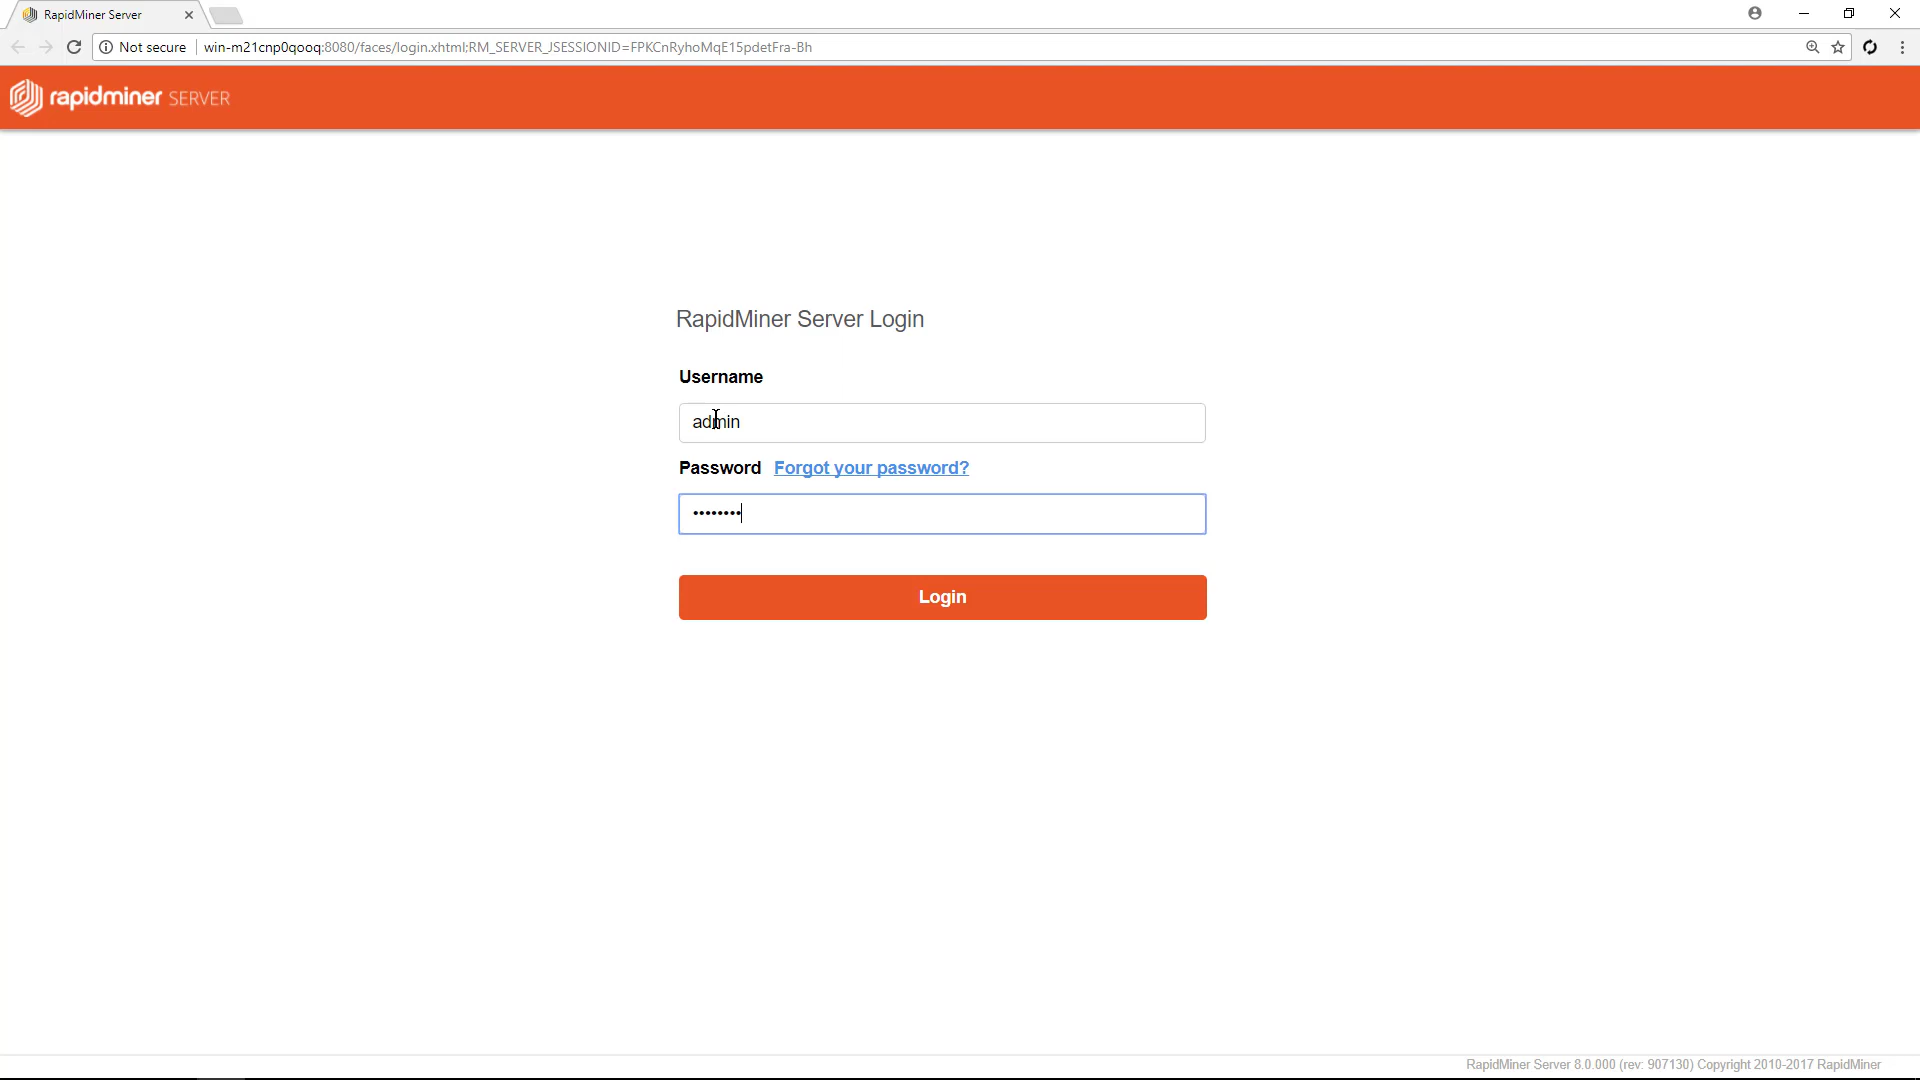 RapidMiner Server
Not secure win-m21cnp0qooq:8080/faces/login.xhtml;RM_SERVER_JSESSIONID=FPKCnRyhoMqE15pdetFra-Bh
rapidminer SERVER
RapidMiner Server Login
Username
admin
Password Forgot your password?
••••••••
Login
RapidMiner Server 8.0.000 (rev: 907130) Copyright 2010-2017 RapidMiner